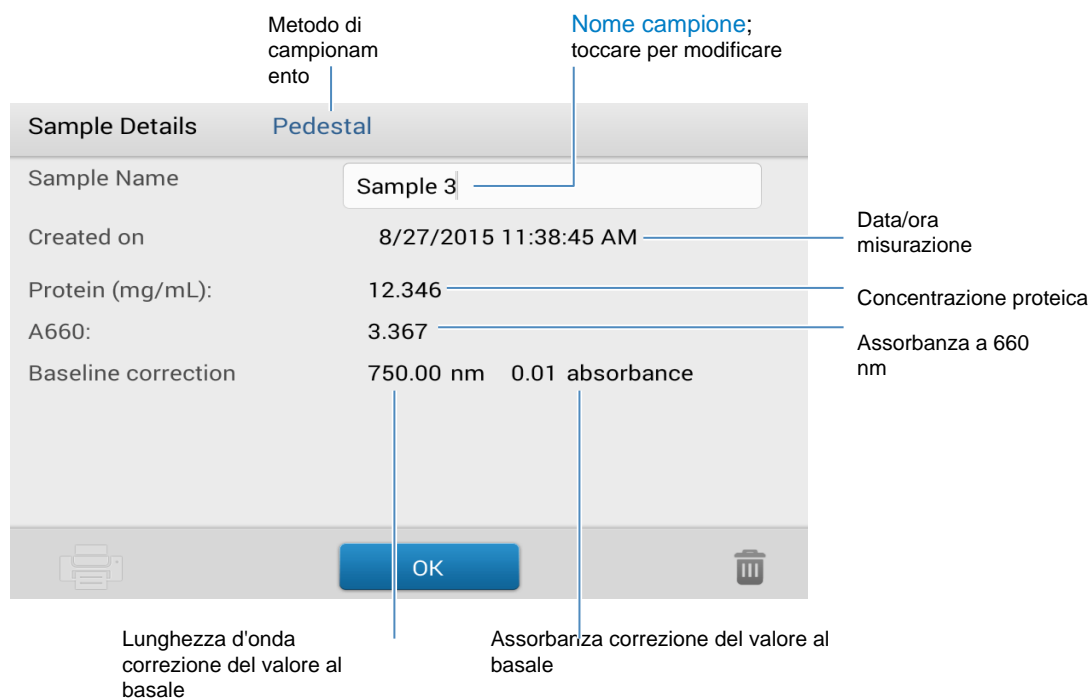 Metodo di
campionam
ento
Nome campione;
toccare per modificare
Sample Details Pedestal
Sample Name Sample 3
Created on 8/27/2015 11:38:45 AM
Data/ora
misurazione
Protein (mg/mL): 12.346
Concentrazione proteica
A660: 3.367
Assorbanza a 660
nm
Baseline correction 750.00 nm 0.01 absorbance
OK
Lunghezza d'onda
correzione del valore al
basale
Assorbanza correzione del valore al
basale